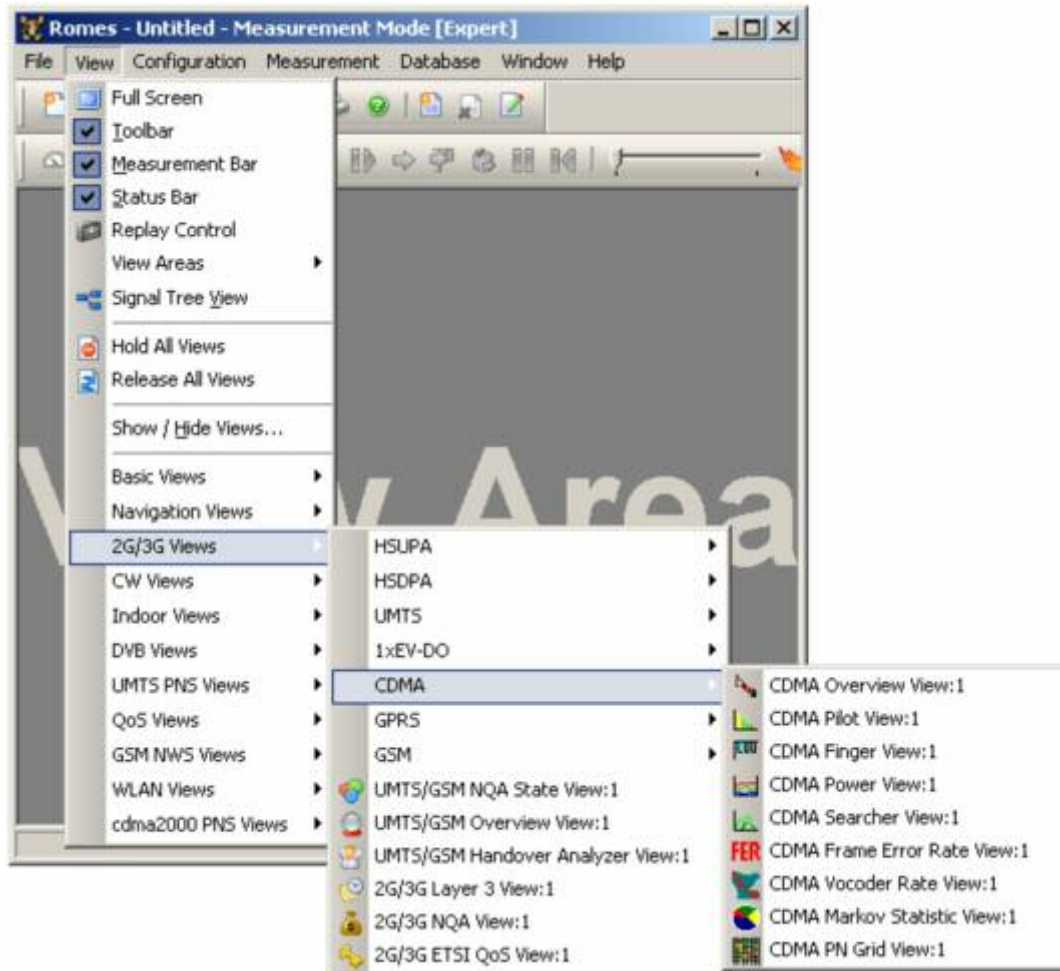 Romes - Untitled - Measurement Mode [Expert]
File View Configuration Measurement Database Window Help
Full Screen
Toolbar
Measurement Bar
Status Bar
Replay Control
View Areas
Signal Tree View
Hold All Views
Release All Views
Show / Hide Views...
Basic Views
Navigation Views
2G/3G Views
CW Views
Indoor Views
DVB Views
UMTS PNS Views
QoS Views
GSM NWS Views
WLAN Views
cdma2000 PNS Views
Area
HSUPA
HSDPA
UMTS
1xEV-DO
CDMA
GPRS
GSM
UMTS/GSM NQA State View:1
UMTS/GSM Overview View:1
UMTS/GSM Handover Analyzer View:1
2G/3G Layer 3 View:1
2G/3G NQA View:1
2G/3G ETSI QoS View:1
CDMA Overview View:1
CDMA Pilot View:1
CDMA Finger View:1
CDMA Power View:1
CDMA Searcher View:1
FER CDMA Frame Error Rate View:1
CDMA Vocoder Rate View:1
CDMA Markov Statistic View:1
CDMA PN Grid View:1